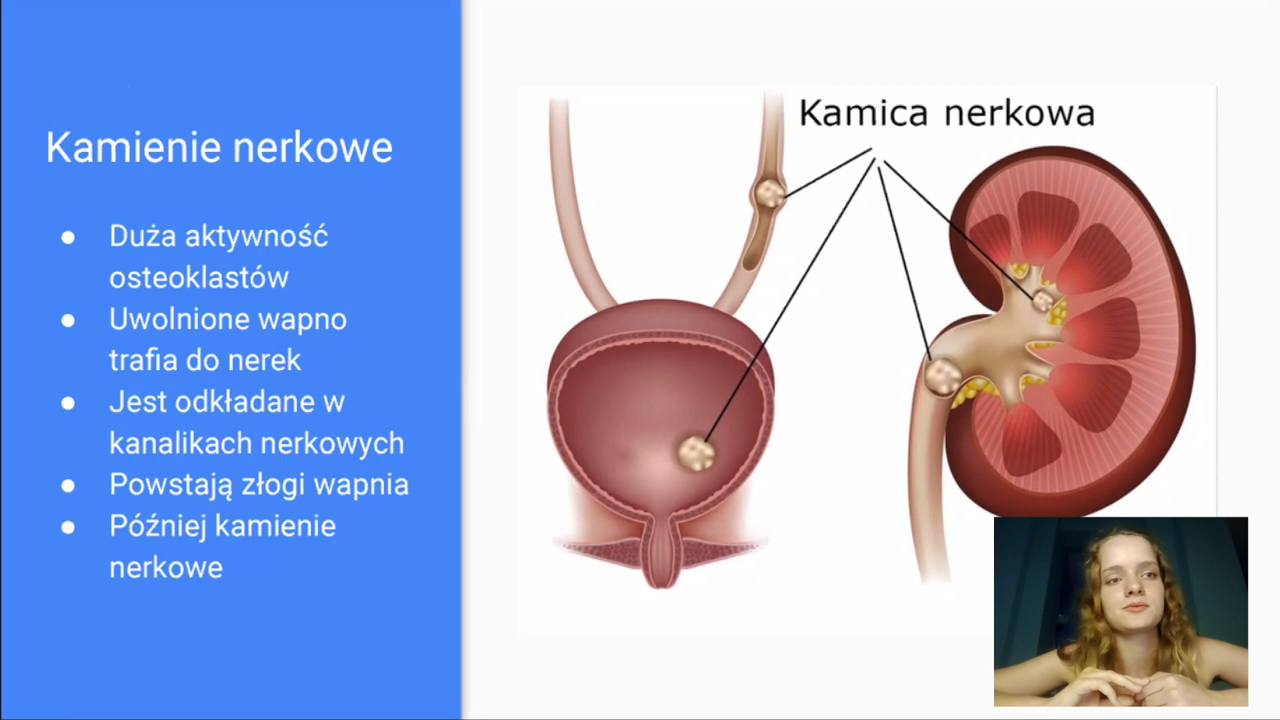 Kamienie nerkowe
● Duża aktywność
osteoklastów
● Uwolnione wapno
trafia do nerek
● Jest odkładane w
kanalikach nerkowych
● Powstają złogi wapnia
● Później kamienie
nerkowe
Kamica nerkowa